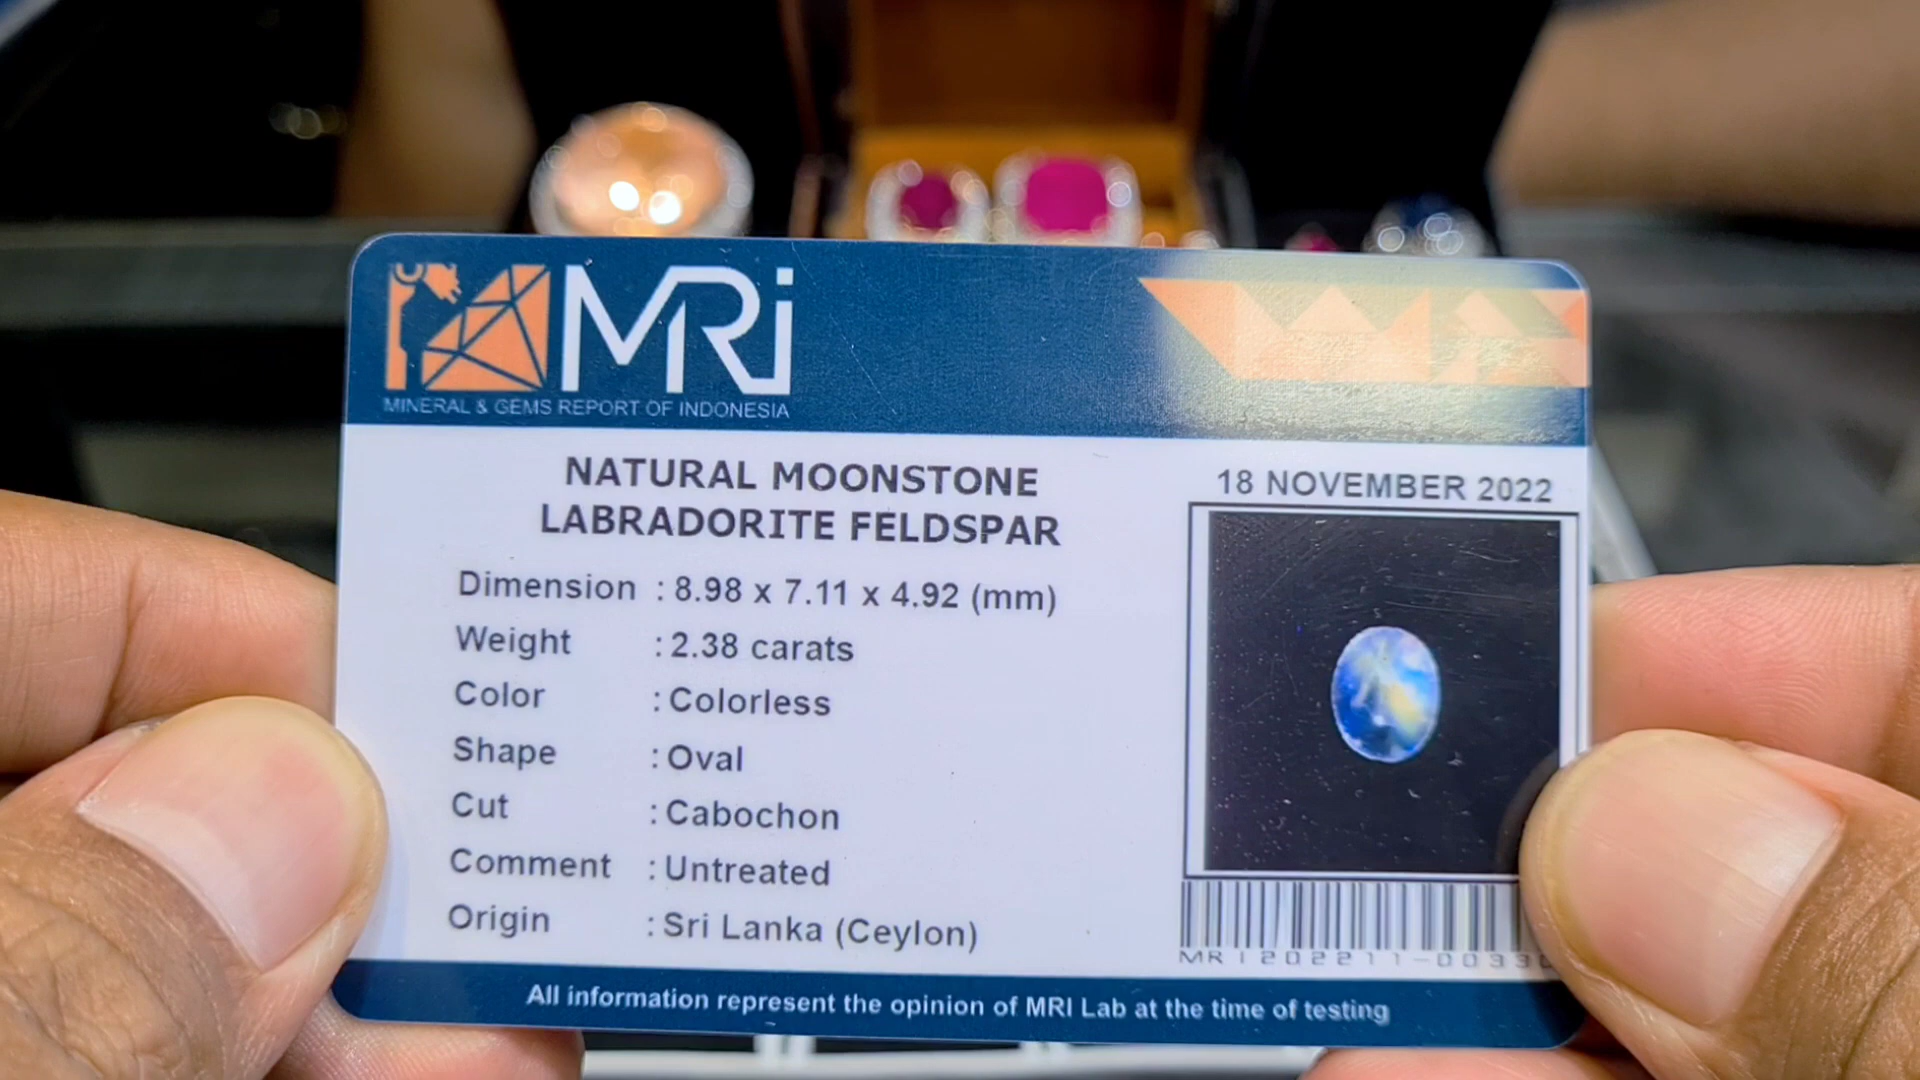 MRi
MINERAL & GEMS REPORT OF INDONESIA
NATURAL MOONSTONE
LABRADORITE FELDSPAR
18 NOVEMBER 2022
Dimension : 8.98 x 7.11 x 4.92 (mm)
Weight : 2.38 carats
Color : Colorless
Shape : Oval
Cut : Cabochon
Comment : Untreated
Origin : Sri Lanka (Ceylon)
All information represent the opinion of MRI Lab at the time of testing